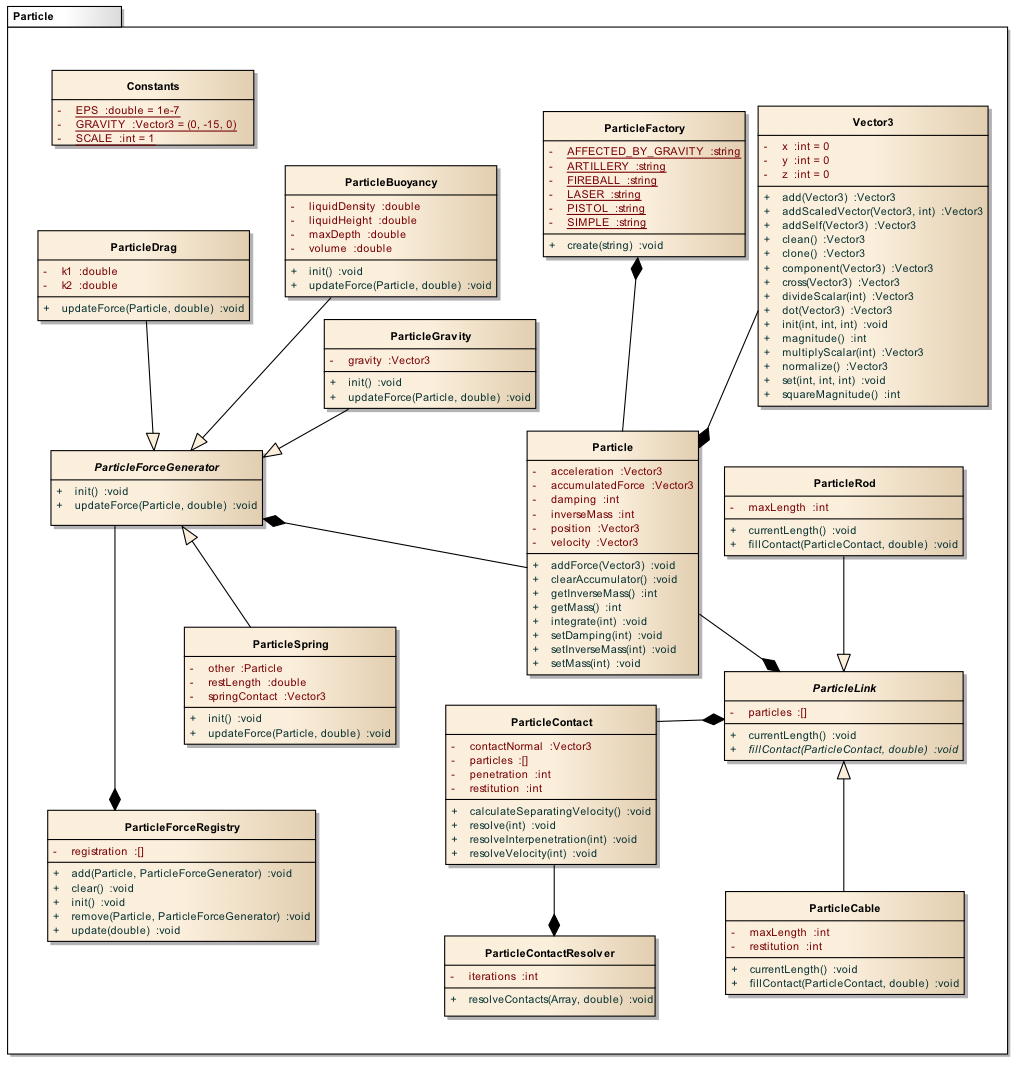 Particle
Constants
- EPS :double = 1e-7
- GRAVITY :Vector3 = (0, -15, 0)
- SCALE :int = 1
ParticleFactory
- AFFECTED_BY_GRAVITY :string
- ARTILLERY :string
- FIREBALL :string
- LASER :string
- PISTOL :string
- SIMPLE :string
+ create(string) :void
Vector3
- x :int = 0
- y :int = 0
- z :int = 0
+ add(Vector3) :Vector3
+ addScaledVector(Vector3, int) :Vector3
+ addSelf(Vector3) :Vector3
+ clean() :Vector3
+ clone() :Vector3
+ component(Vector3) :Vector3
+ cross(Vector3) :Vector3
+ divideScalar(int) :Vector3
+ dot(Vector3) :Vector3
+ init(int, int, int) :void
+ magnitude() :int
+ multiplyScalar(int) :Vector3
+ normalize() :Vector3
+ set(int, int, int) :void
+ squareMagnitude() :int
ParticleBuoyancy
- liquidDensity :double
- liquidHeight :double
- maxDepth :double
- volume :double
+ init() :void
+ updateForce(Particle, double) :void
ParticleDrag
- k1 :double
- k2 :double
+ updateForce(Particle, double) :void
ParticleGravity
- gravity :Vector3
+ init() :void
+ updateForce(Particle, double) :void
ParticleForceGenerator
+ init() :void
+ updateForce(Particle, double) :void
Particle
- acceleration :Vector3
- accumulatedForce :Vector3
- damping :int
- inverseMass :int
- position :Vector3
- velocity :Vector3
+ addForce(Vector3) :void
+ clearAccumulator() :void
+ getInverseMass() :int
+ getMass() :int
+ integrate(int) :void
+ setDamping(int) :void
+ setInverseMass(int) :void
+ setMass(int) :void
ParticleRod
- maxLength :int
+ currentLength() :void
+ fillContact(ParticleContact, double) :void
ParticleSpring
- other :Particle
- restLength :double
- springContact :Vector3
+ init() :void
+ updateForce(Particle, double) :void
ParticleLink
- particles :[]
+ currentLength() :void
+ fillContact(ParticleContact, double) :void
ParticleContact
- contactNormal :Vector3
- particles :[]
- penetration :int
- restitution :int
+ calculateSeparatingVelocity() :void
+ resolve(int) :void
+ resolveInterpenetration(int) :void
+ resolveVelocity(int) :void
ParticleForceRegistry
- registration :[]
+ add(Particle, ParticleForceGenerator) :void
+ clear() :void
+ init() :void
+ remove(Particle, ParticleForceGenerator) :void
+ update(double) :void
ParticleCable
- maxLength :int
- restitution :int
+ currentLength() :void
+ fillContact(ParticleContact, double) :void
ParticleContactResolver
- iterations :int
+ resolveContacts(Array, double) :void